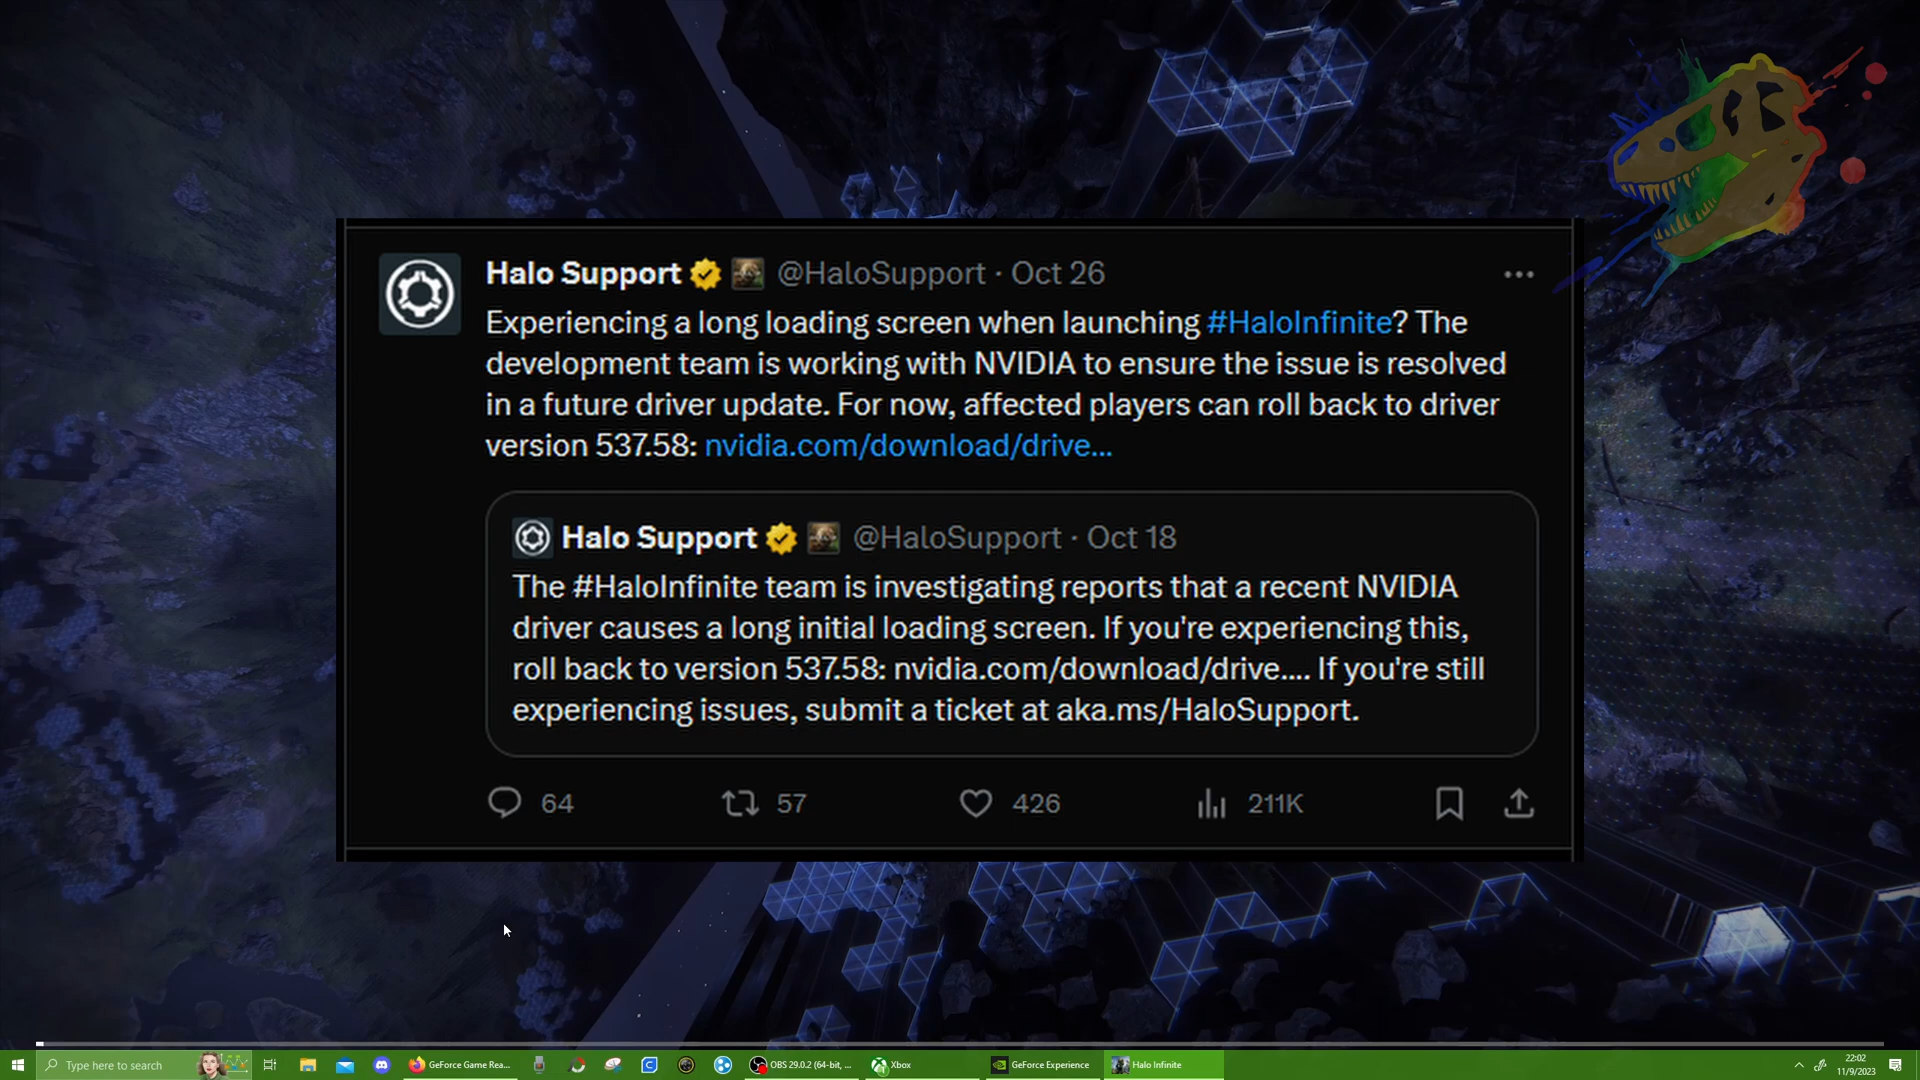 Halo Support @HaloSupport · Oct 26
Experiencing a long loading screen when launching #HaloInfinite? The
development team is working with NVIDIA to ensure the issue is resolved
in a future driver update. For now, affected players can roll back to driver
version 537.58: nvidia.com/download/drive...
Halo Support @HaloSupport · Oct 18
The #HaloInfinite team is investigating reports that a recent NVIDIA
driver causes a long initial loading screen. If you're experiencing this,
roll back to version 537.58: nvidia.com/download/drive.... If you're still
experiencing issues, submit a ticket at aka.ms/HaloSupport.
64 57 426 211K
Type here to search GeForce Game Rea... OBS 29.0.2 (64-bit, ... Xbox GeForce Experience Halo Infinite 22:02
11/9/2023